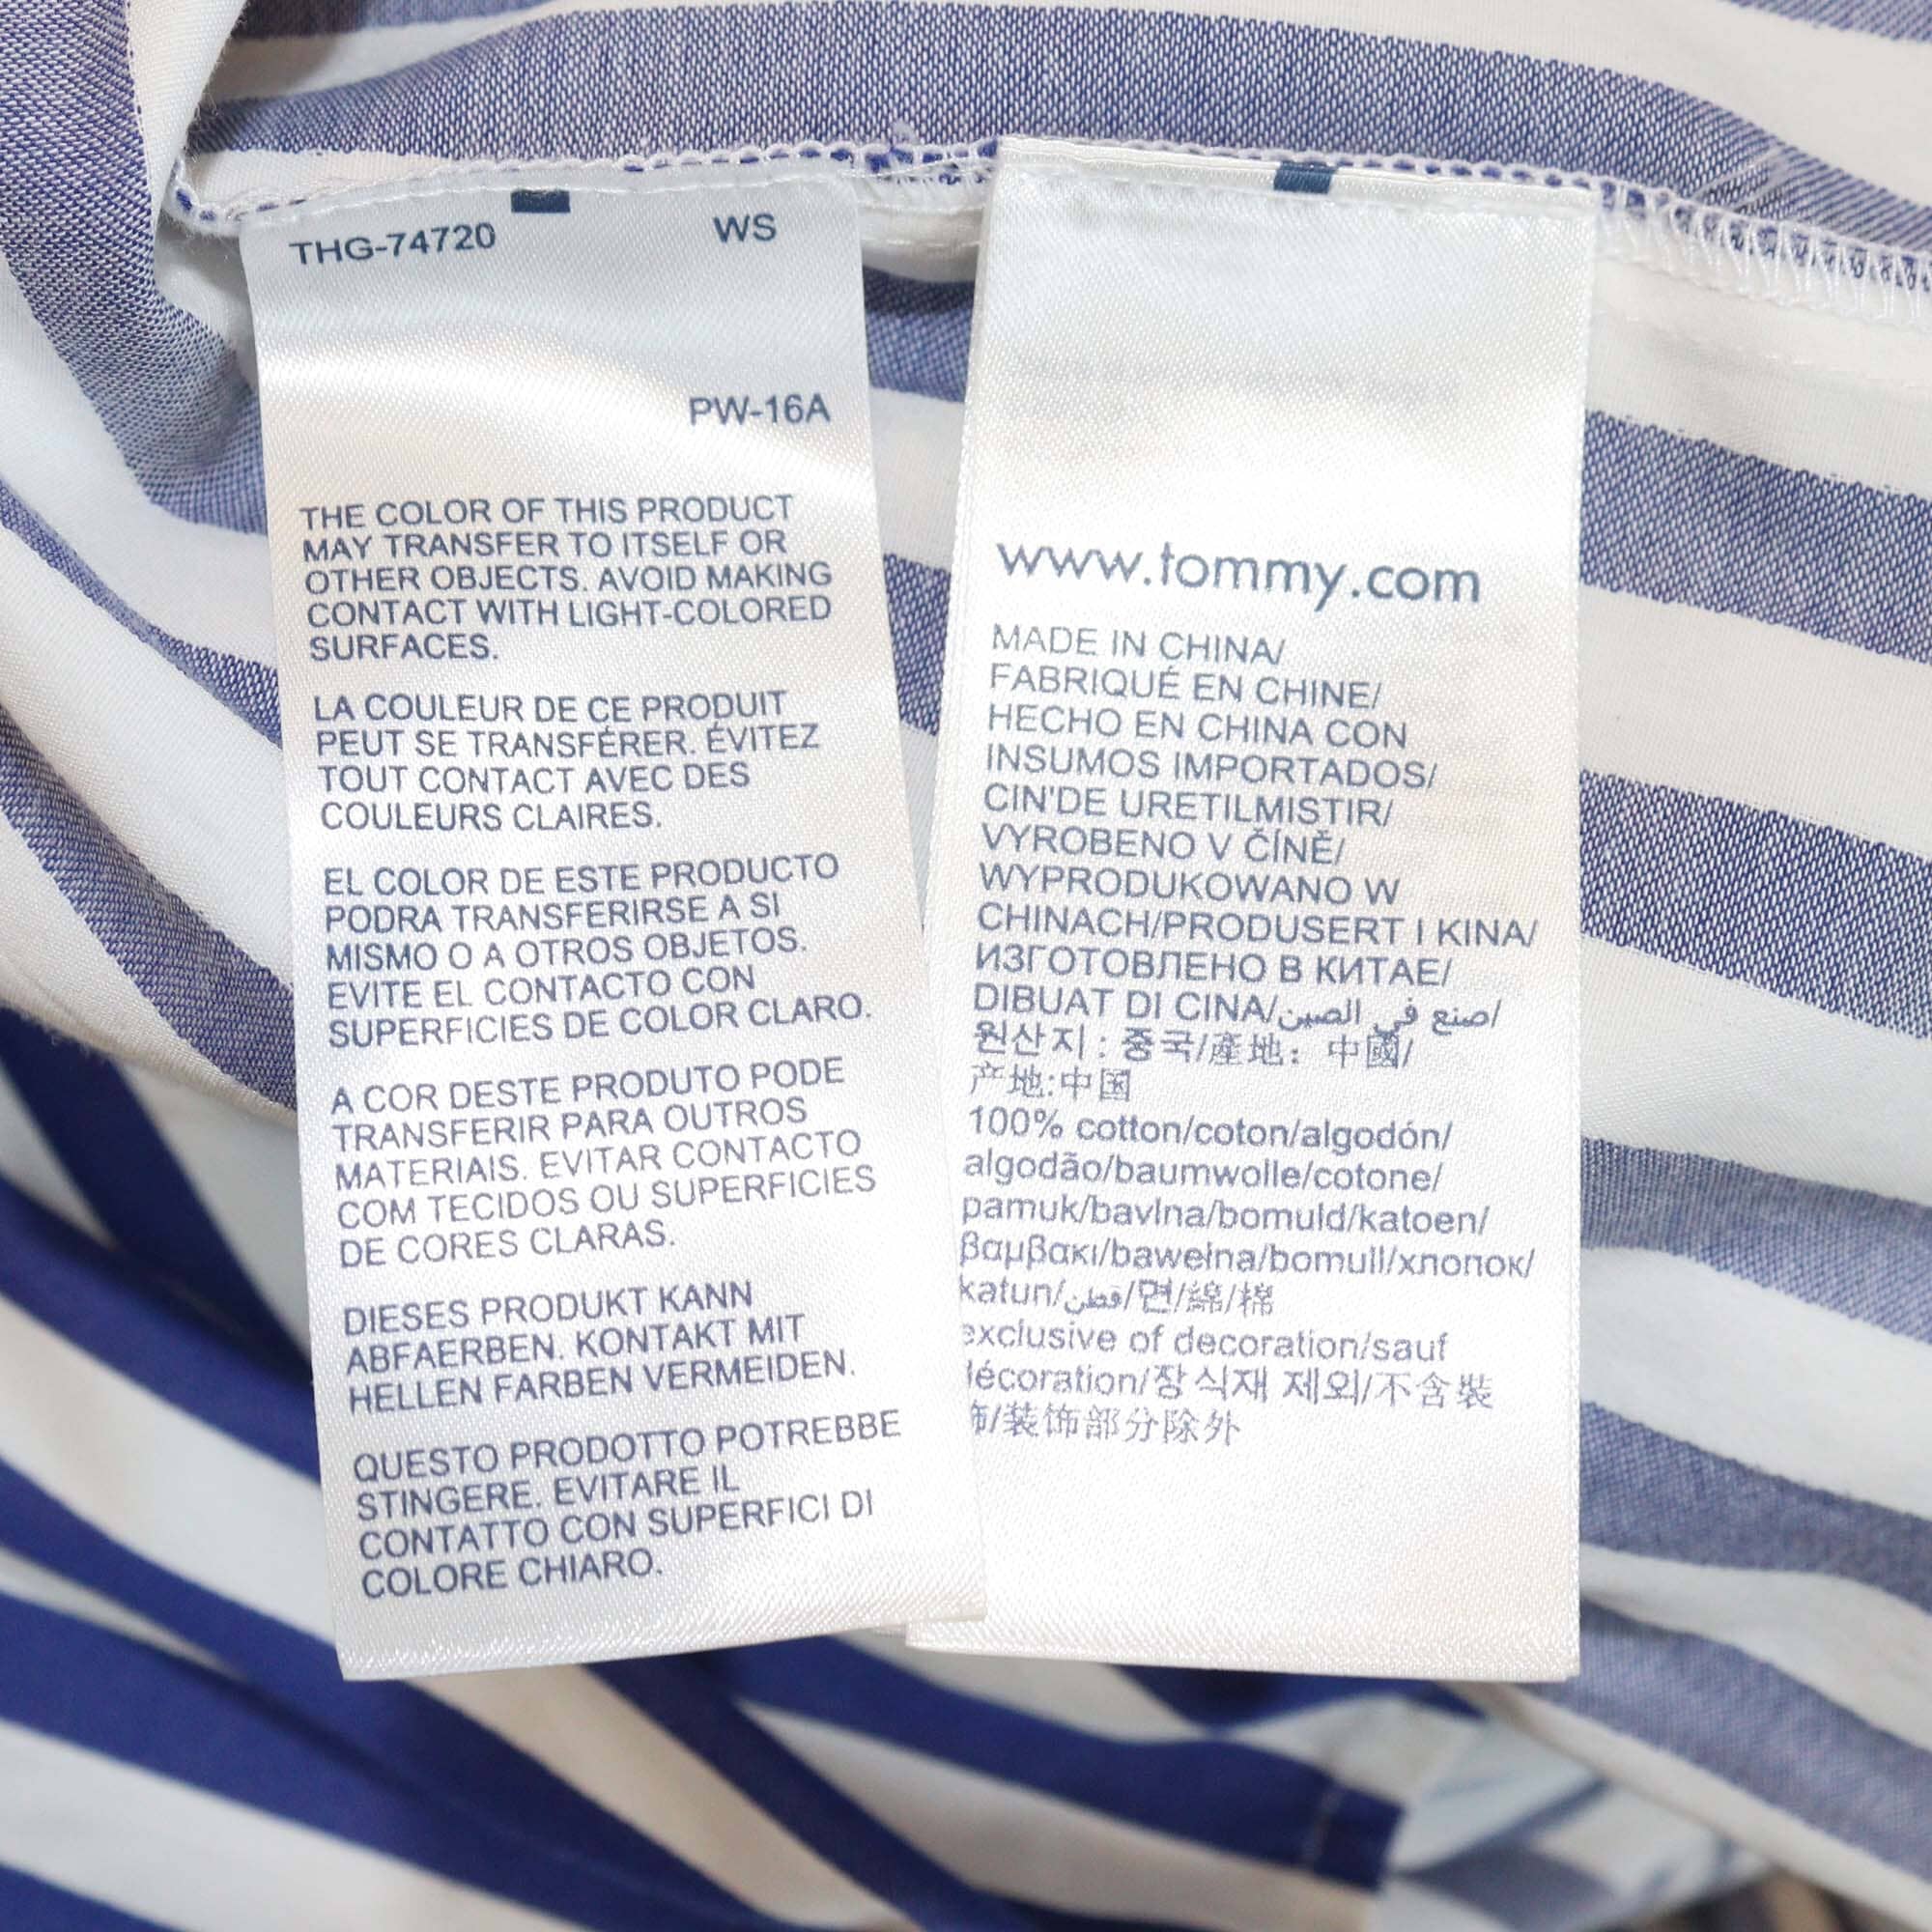 THG-74720 WS
PW-16A
THE COLOR OF THIS PRODUCT
MAY TRANSFER TO ITSELF OR
OTHER OBJECTS. AVOID MAKING
CONTACT WITH LIGHT-COLORED
SURFACES.
LA COULEUR DE CE PRODUIT
PEUT SE TRANSFÉRER. ÉVITEZ
TOUT CONTACT AVEC DES
COULEURS CLAIRES.
EL COLOR DE ESTE PRODUCTO
PODRA TRANSFERIRSE A SI
MISMO O A OTROS OBJETOS.
EVITE EL CONTACTO CON
SUPERFICIES DE COLOR CLARO.
A COR DESTE PRODUTO PODE
TRANSFERIR PARA OUTROS
MATERIAIS. EVITAR CONTACTO
COM TECIDOS OU SUPERFICIES
DE CORES CLARAS.
DIESES PRODUKT KANN
ABFAERBEN. KONTAKT MIT
HELLEN FARBEN VERMEIDEN.
QUESTO PRODOTTO POTREBBE
STINGERE. EVITARE IL
CONTATTO CON SUPERFICI DI
COLORE CHIARO.
www.tommy.com
MADE IN CHINA/
FABRIQUÉ EN CHINE/
HECHO EN CHINA CON
INSUMOS IMPORTADOS/
CIN'DE URETILMISTIR/
VYROBENO V ČÍNĚ/
WYPRODUKOWANO W
CHINACH/PRODUSERT I KINA/
ИЗГОТОВЛЕНО В КИТАЕ/
DIBUAT DI CINA/صنع في الصين/
원산지 : 중국/產地：中國/
产地:中国
100% cotton/coton/algodón/
algodão/baumwolle/cotone/
pamuk/bavlna/bomuld/katoen/
βαμβακι/bawełna/bomull/хлопок/
katun/قطن/면/綿/棉
exclusive of decoration/sauf
décoration/장식재 제외/不含裝
飾/装饰部分除外